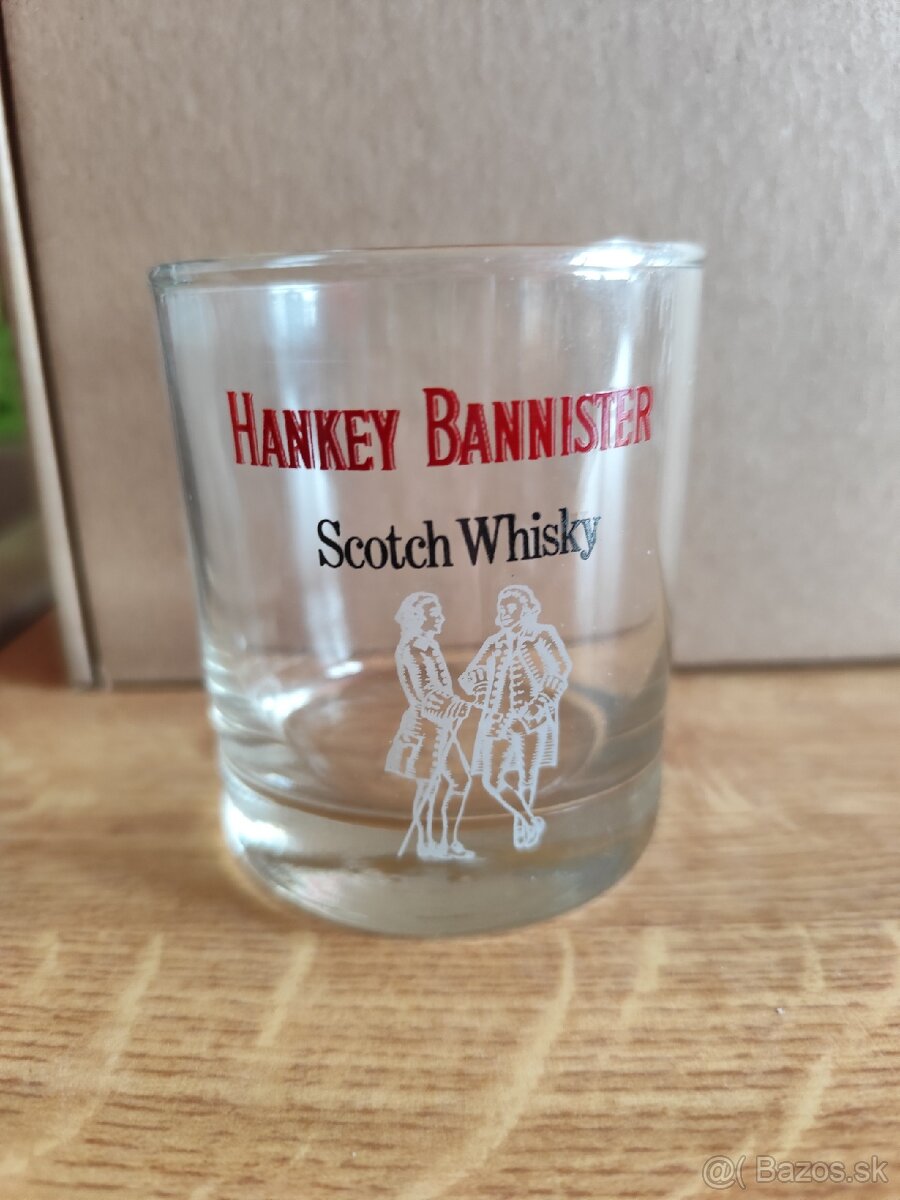 HANKEY BANNISTER
Scotch Whisky
@( Bazos.sk